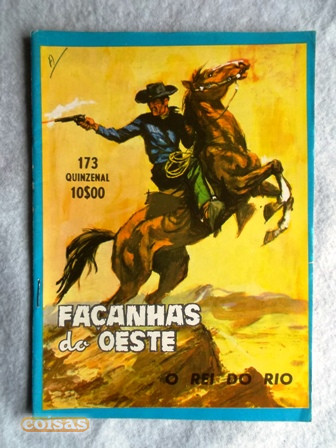 173
QUINZENAL
10$00
FAÇANHAS
do OESTE
O REI DO RIO
coisas